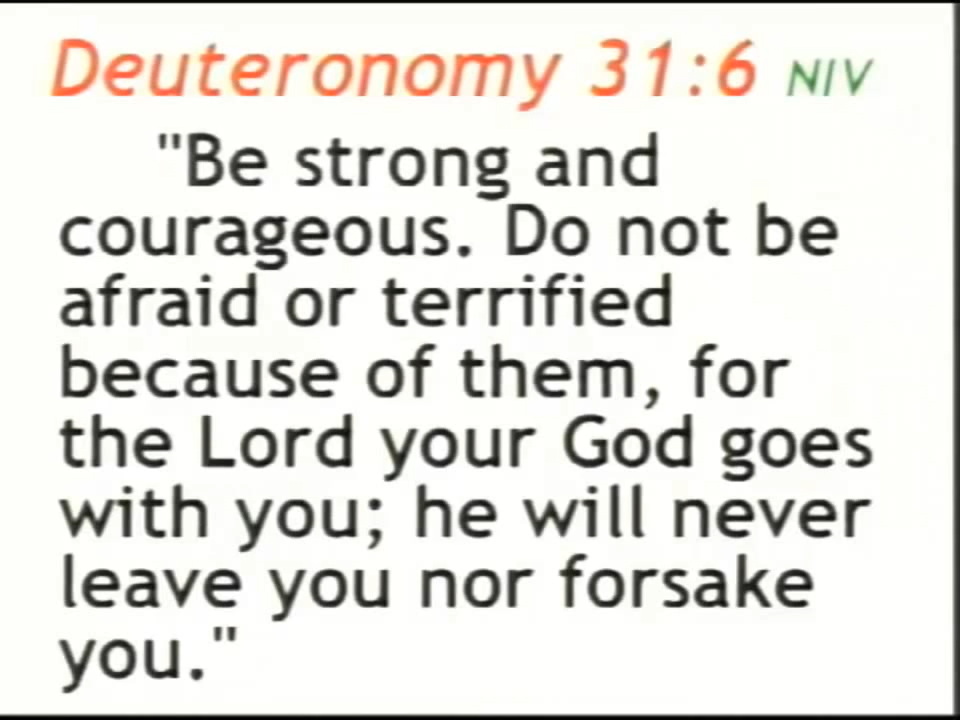 Deuteronomy 31:6 NIV
"Be strong and
courageous. Do not be
afraid or terrified
because of them, for
the Lord your God goes
with you; he will never
leave you nor forsake
you."